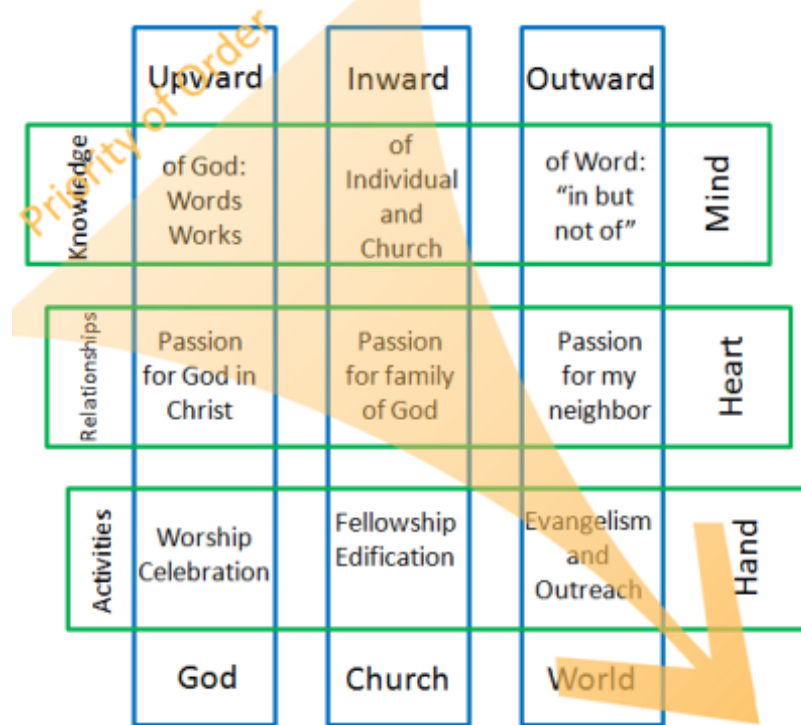 Priority of Order
Upward
Inward
Outward
Knowledge
of God:
Words
Works
of
Individual
and
Church
of Word:
“in but
not of”
Mind
Relationships
Passion
for God in
Christ
Passion
for family
of God
Passion
for my
neighbor
Heart
Activities
Worship
Celebration
Fellowship
Edification
Evangelism
and
Outreach
Hand
God
Church
World